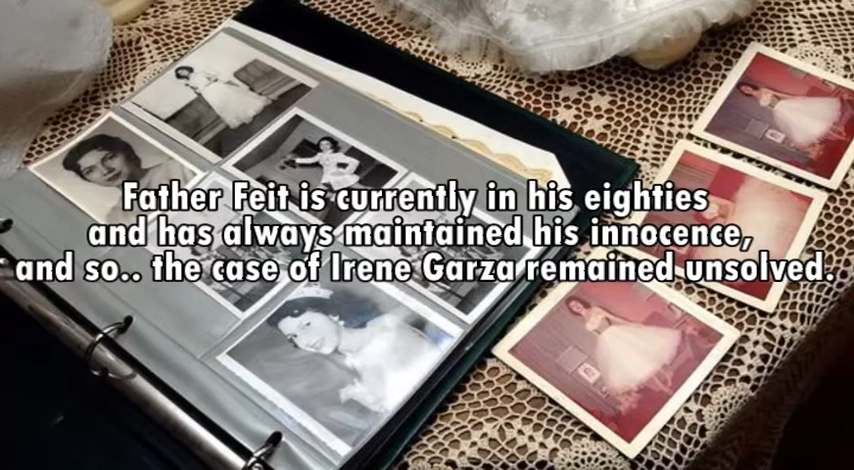 Father Feit is currently in his eighties
and has always maintained his innocence,
and so.. the case of Irene Garza remained unsolved.